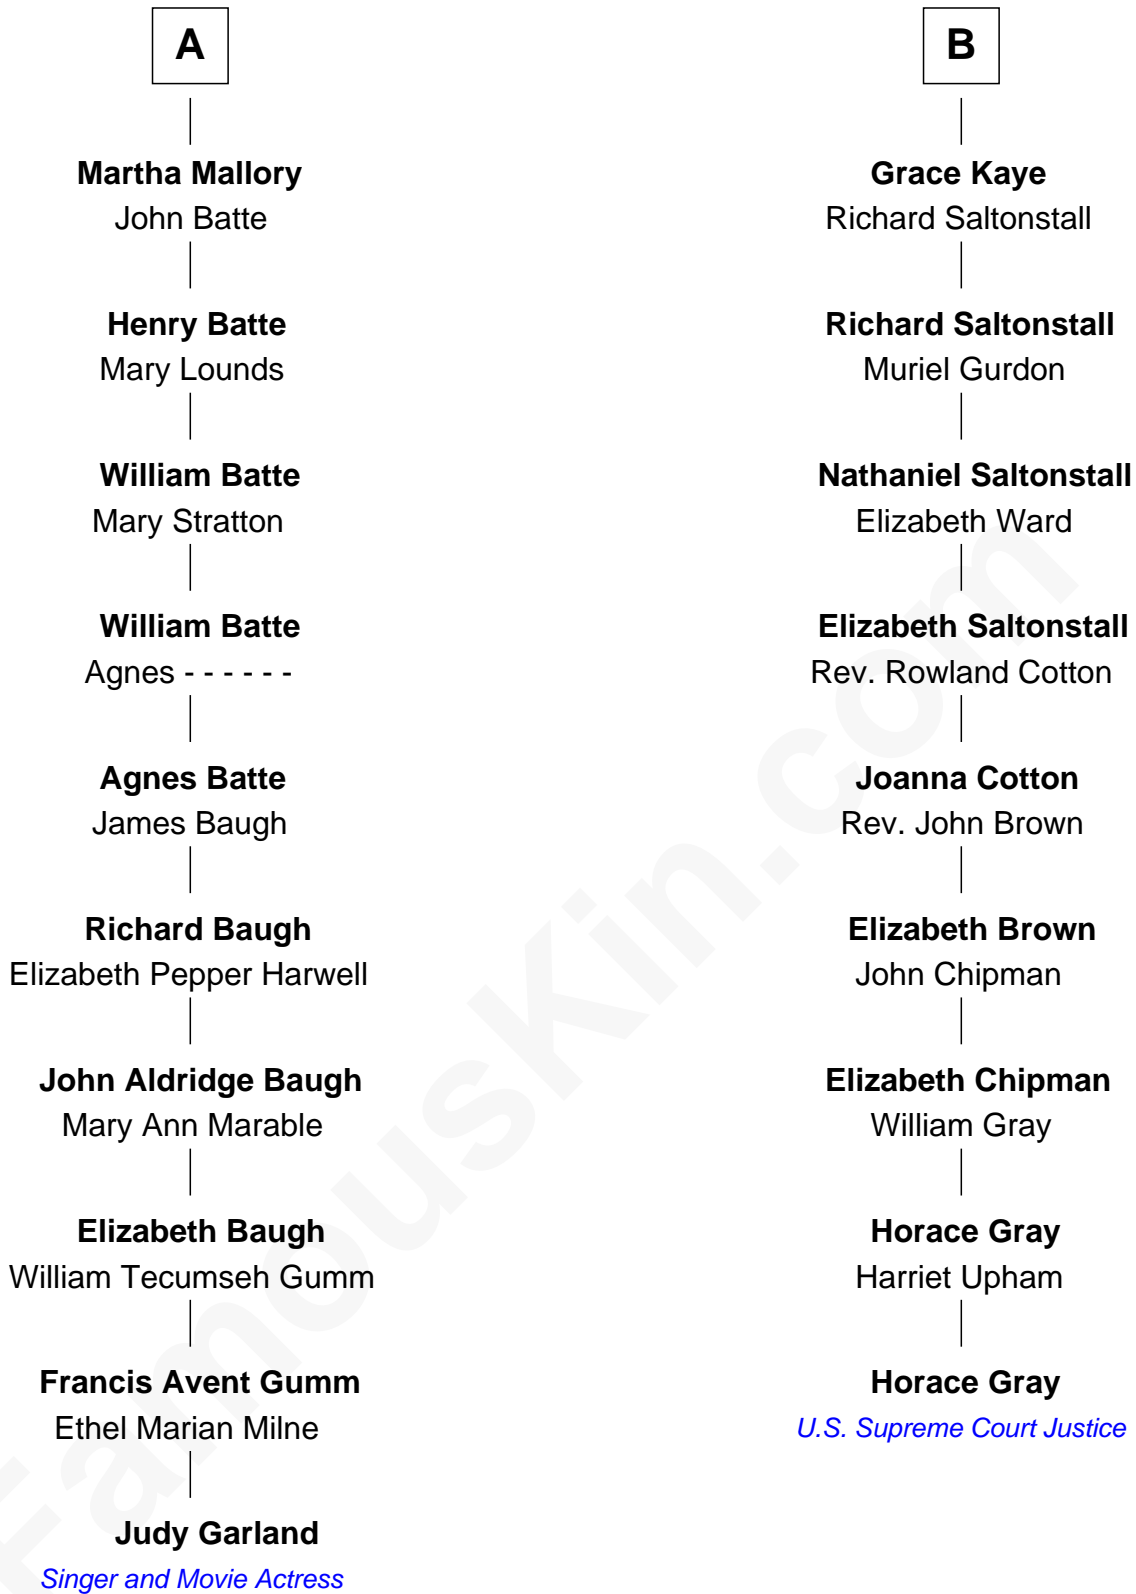 A
Martha Mallory
John Batte
Henry Batte
Mary Lounds
William Batte
Mary Stratton
William Batte
Agnes - - - - - -
Agnes Batte
James Baugh
Richard Baugh
Elizabeth Pepper Harwell
John Aldridge Baugh
Mary Ann Marable
Elizabeth Baugh
William Tecumseh Gumm
Francis Avent Gumm
Ethel Marian Milne
Judy Garland
Singer and Movie Actress
B
Grace Kaye
Richard Saltonstall
Richard Saltonstall
Muriel Gurdon
Nathaniel Saltonstall
Elizabeth Ward
Elizabeth Saltonstall
Rev. Rowland Cotton
Joanna Cotton
Rev. John Brown
Elizabeth Brown
John Chipman
Elizabeth Chipman
William Gray
Horace Gray
Harriet Upham
Horace Gray
U.S. Supreme Court Justice
FamousKin.com